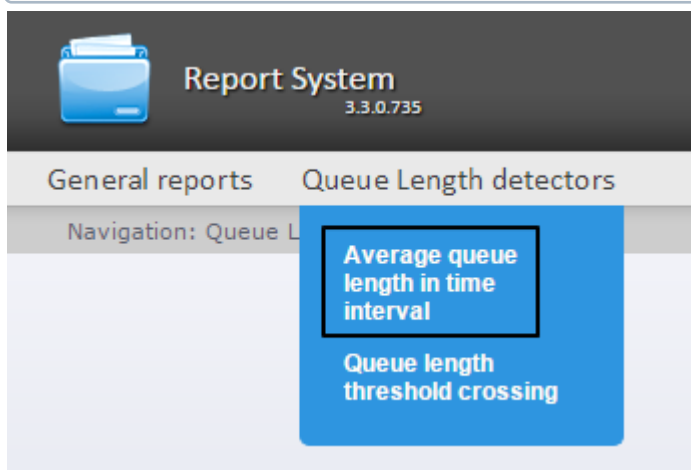 Report System
3.3.0.735
General reports
Queue Length detectors
Navigation: Queue L
Average queue
length in time
interval
Queue length
threshold crossing